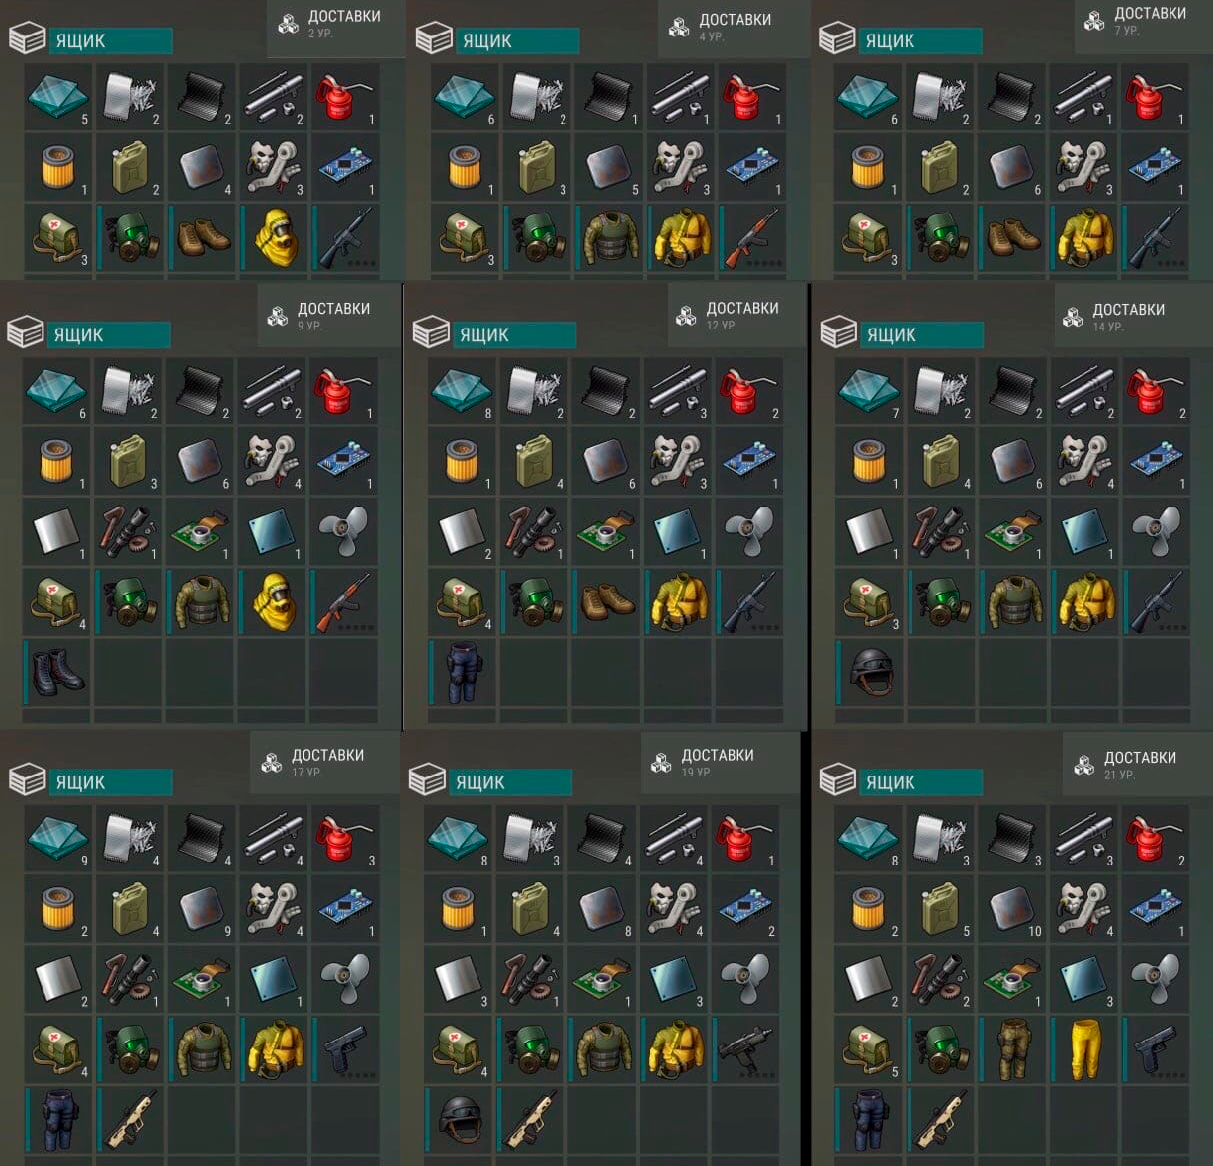 ДОСТАВКИ
2 УР.
ЯЩИК
5 2 2 2 1
1 2 4 3 1
3
ДОСТАВКИ
4 УР.
ЯЩИК
6 2 1 1 1
1 3 5 3 1
3
ДОСТАВКИ
7 УР.
ЯЩИК
6 2 2 1 1
1 2 6 3 1
3
ДОСТАВКИ
9 УР.
ЯЩИК
6 2 2 2 1
1 3 6 4 1
1 1 1 1
4
ДОСТАВКИ
12 УР
ЯЩИК
8 2 2 3 2
1 4 6 3 1
2 1 1 1
4
ДОСТАВКИ
14 УР.
ЯЩИК
7 2 2 2 2
1 4 6 4 1
1 1 1 1
3
ДОСТАВКИ
17 УР
ЯЩИК
9 4 4 4 3
2 4 9 4 1
2 1 1 1
4
ДОСТАВКИ
19 УР
ЯЩИК
8 3 4 4 1
1 4 8 4 2
3 1 1 3
4
ДОСТАВКИ
21 УР.
ЯЩИК
8 3 3 3 2
2 5 10 4 1
2 2 1 3
5